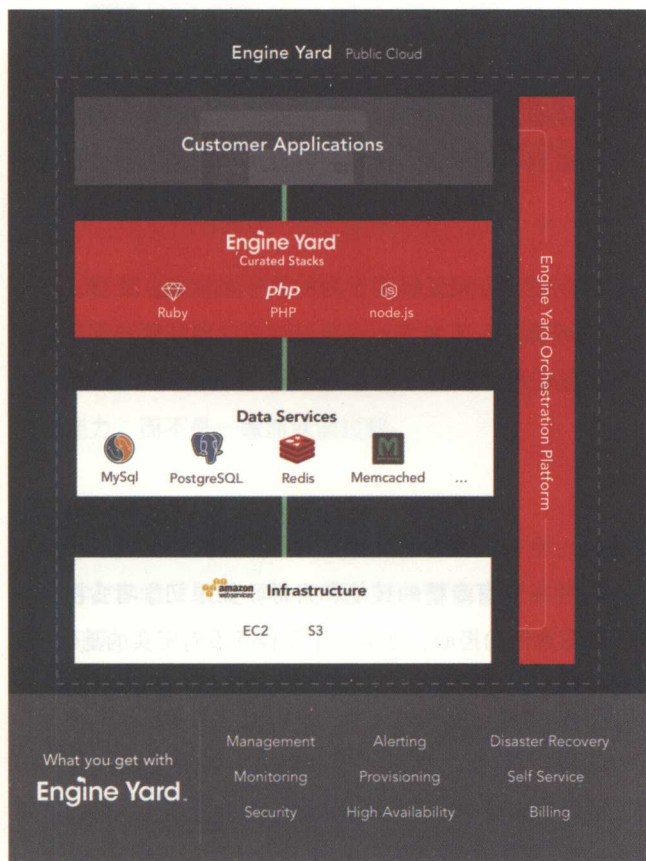 Engine Yard Public Cloud
Customer Applications
Engine Yard
Curated Stacks
php
JS
Ruby
PHP
node.js
Data Services
MySql
PostgreSQL
Redis
Memcached
...
amazon
webservices
Infrastructure
EC2
S3
Engine Yard Orchestration Platform
What you get with
Engine Yard
Management
Alerting
Disaster Recovery
Monitoring
Provisioning
Self Service
Security
High Availability
Billing